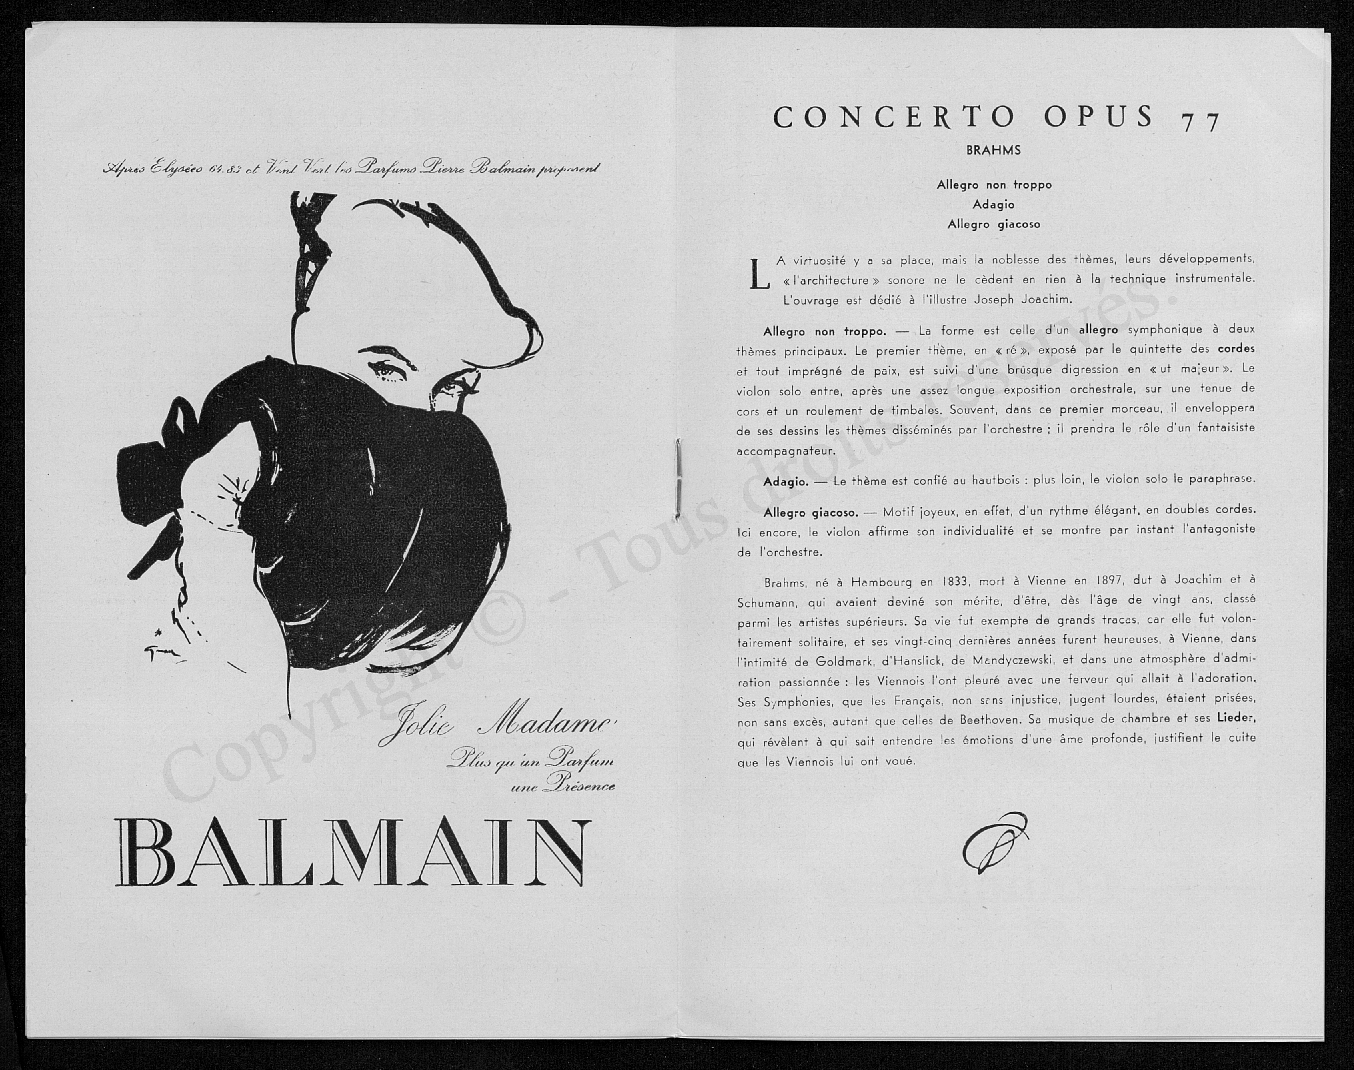 Après Elysées 64.83 et Vent Vert les Parfums Pierre Balmain proposent
Jolie Madame
Plus qu'un Parfum
une Présence
BALMAIN
CONCERTO OPUS 77
BRAHMS
Allegro non troppo
Adagio
Allegro giacoso
LA virtuosité y a sa place, mais la noblesse des thèmes, leurs développements,
« l'architecture » sonore ne le cèdent en rien à la technique instrumentale.
L'ouvrage est dédié à l'illustre Joseph Joachim.
Allegro non troppo. — La forme est celle d'un allegro symphonique à deux
thèmes principaux. Le premier thème, en « ré », exposé par le quintette des cordes
et tout imprégné de paix, est suivi d'une brusque digression en « ut majeur ». Le
violon solo entre, après une assez longue exposition orchestrale, sur une tenue de
cors et un roulement de timbales. Souvent, dans ce premier morceau, il enveloppera
de ses dessins les thèmes disséminés par l'orchestre ; il prendra le rôle d'un fantaisiste
accompagnateur.
Adagio. — Le thème est confié au hautbois : plus loin, le violon solo le paraphrase.
Allegro giacoso. — Motif joyeux, en effet, d'un rythme élégant, en doubles cordes.
Ici encore, le violon affirme son individualité et se montre par instant l'antagoniste
de l'orchestre.
Brahms, né à Hambourg en 1833, mort à Vienne en 1897, dut à Joachim et à
Schumann, qui avaient deviné son mérite, d'être, dès l'âge de vingt ans, classé
parmi les artistes supérieurs. Sa vie fut exempte de grands tracas, car elle fut volon-
tairement solitaire, et ses vingt-cinq dernières années furent heureuses, à Vienne, dans
l'intimité de Goldmark, d'Hanslick, de Mandyczewski, et dans une atmosphère d'admi-
ration passionnée : les Viennois l'ont pleuré avec une ferveur qui allait à l'adoration.
Ses Symphonies, que les Français, non sans injustice, jugent lourdes, étaient prisées,
non sans excès, autant que celles de Beethoven. Sa musique de chambre et ses Lieder,
qui révèlent à qui sait entendre les émotions d'une âme profonde, justifient le culte
que les Viennois lui ont voué.
Copyright © - Tous droits réservés.